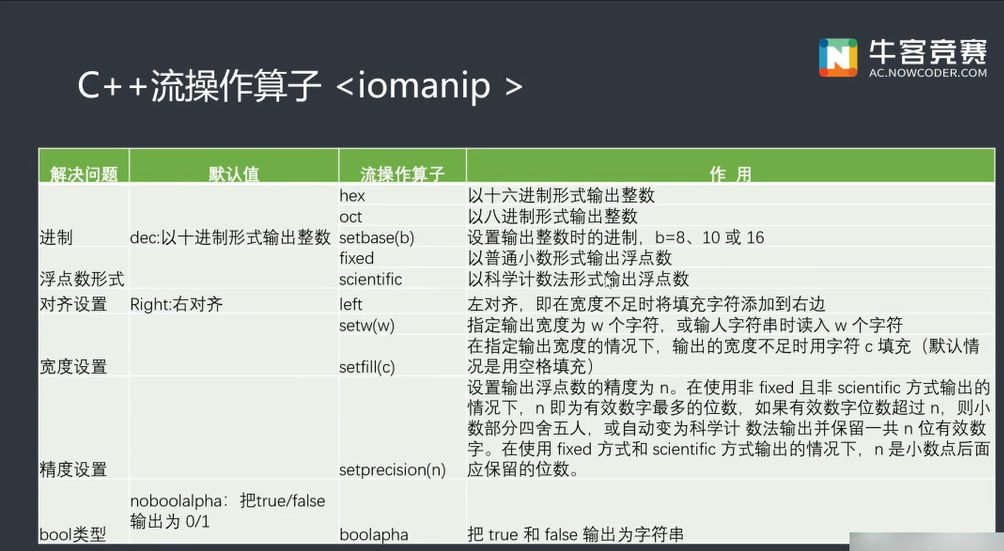 牛客竞赛
AC.NOWCODER.COM
C++流操作算子 <iomanip >
解决问题 默认值 流操作算子 作 用
hex 以十六进制形式输出整数
oct 以八进制形式输出整数
进制 dec:以十进制形式输出整数 setbase(b) 设置输出整数时的进制，b=8、10 或 16
fixed 以普通小数形式输出浮点数
浮点数形式 scientific 以科学计数法形式输出浮点数
对齐设置 Right:右对齐 left 左对齐，即在宽度不足时将填充字符添加到右边
setw(w) 指定输出宽度为 w 个字符，或输人字符串时读入 w 个字符
在指定输出宽度的情况下，输出的宽度不足时用字符 c 填充（默认情
宽度设置 setfill(c) 况是用空格填充）
设置输出浮点数的精度为 n。在使用非 fixed 且非 scientific 方式输出的
情况下，n 即为有效数字最多的位数，如果有效数字位数超过 n，则小
数部分四舍五人，或自动变为科学计 数法输出并保留一共 n 位有效数
字。在使用 fixed 方式和 scientific 方式输出的情况下，n 是小数点后面
精度设置 setprecision(n) 应保留的位数。
noboolalpha：把true/false
输出为 0/1
bool类型 boolapha 把 true 和 false 输出为字符串